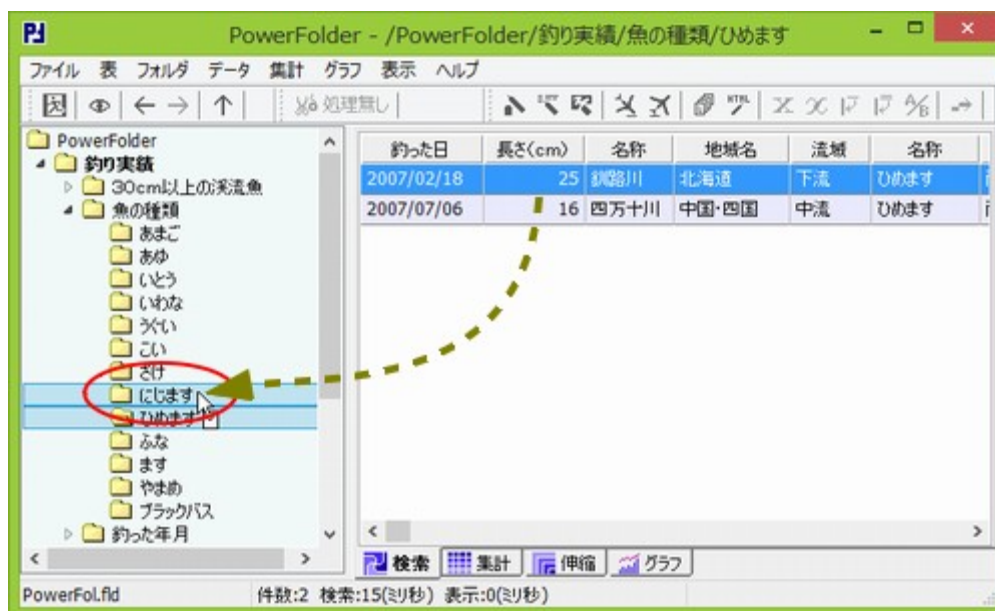 PowerFolder - /PowerFolder/釣り実績/魚の種類/ひめます
ファイル 表 フォルダ データ 集計 グラフ 表示 ヘルプ
処理無し
HTML
A/B
PowerFolder
釣り実績
30cm以上の渓流魚
魚の種類
あまご
あゆ
いとう
いわな
うぐい
こい
さけ
にじます
ひめます
ふな
ます
やまめ
ブラックバス
釣った年月
釣った日 長さ(cm) 名称 地域名 流域 名称
2007/02/18 25 釧路川 北海道 下流 ひめます
2007/07/06 16 四万十川 中国・四国 中流 ひめます
検索 集計 伸縮 グラフ
PowerFol.fld 件数:2 検索:15(ミリ秒) 表示:0(ミリ秒)